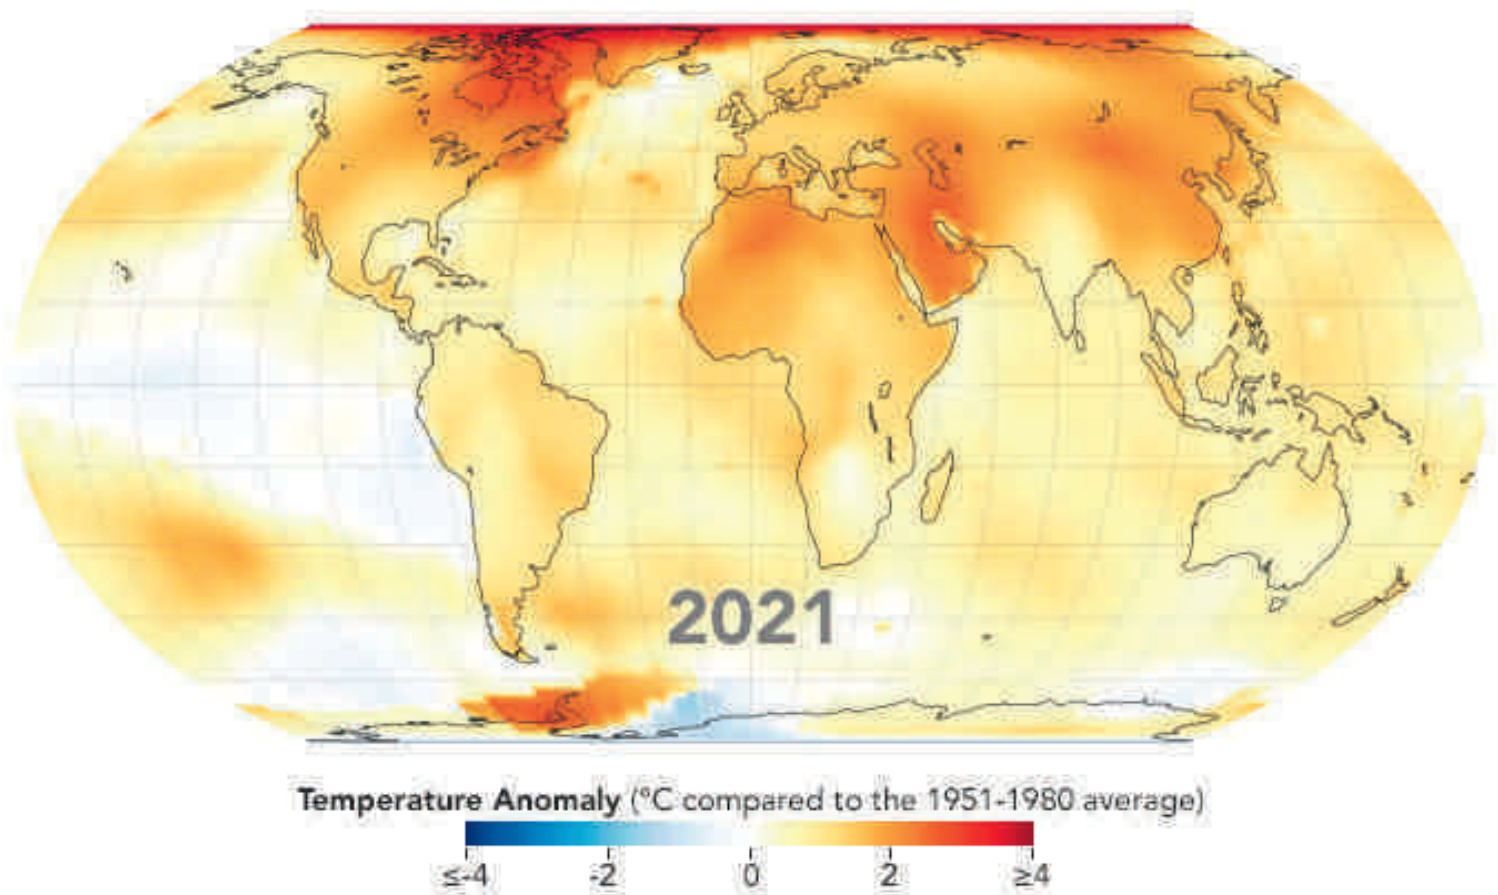 2021
Temperature Anomaly (°C compared to the 1951-1980 average)
≤-4 -2 0 2 ≥4